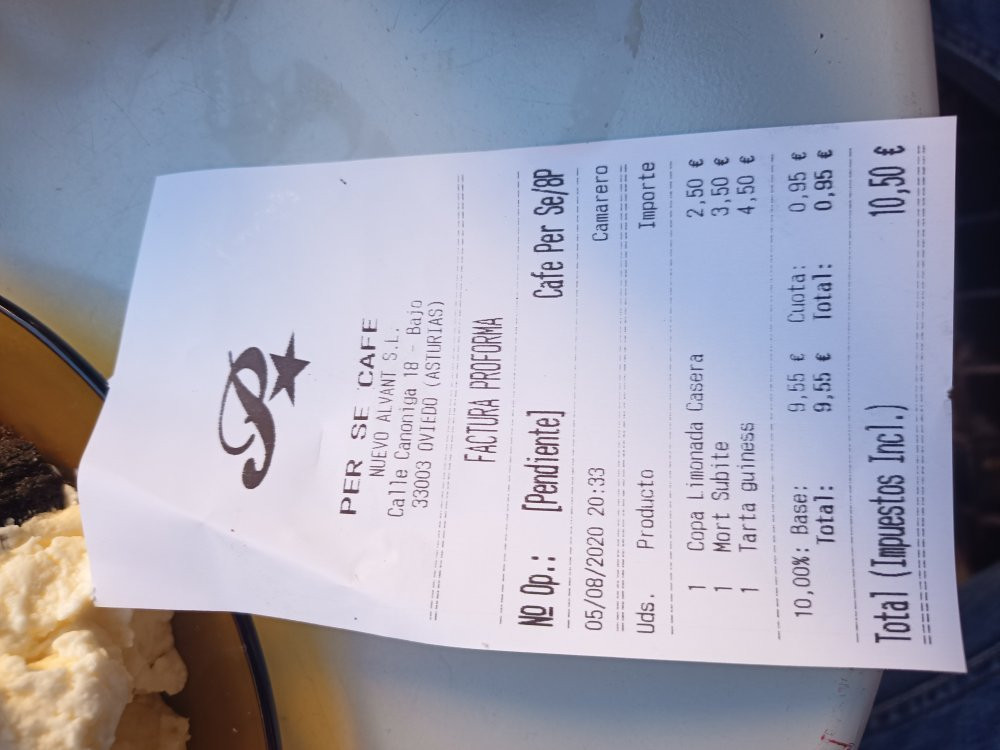 P
PER SE CAFE
NUEVO ALVANT S.L.
Calle Canoniga 18 - Bajo
33003 OVIEDO (ASTURIAS)
FACTURA PROFORMA
Nº Op.: [Pendiente] Cafe Per Se/8P
05/08/2020 20:33 Camarero
Uds. Producto Importe
1 Copa Limonada Casera 2,50 €
1 Mort Subite 3,50 €
1 Tarta guiness 4,50 €
10,00%: Base: 9,55 € Cuota: 0,95 €
Total: 9,55 € Total: 0,95 €
Total (Impuestos Incl.) 10,50 €